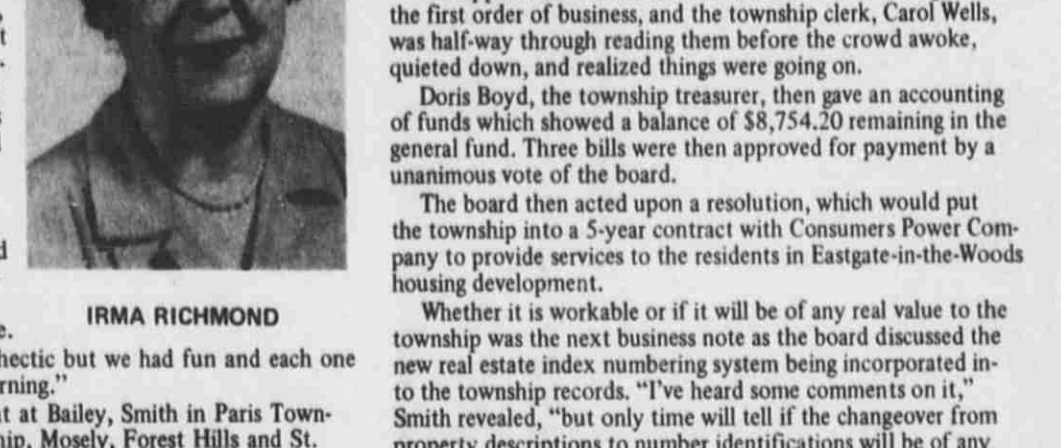 IRMA RICHMOND
e.
hectic but we had fun and each one
rning.”
t at Bailey, Smith in Paris Town-
hip, Mosely, Forest Hills and St.
the first order of business, and the township clerk, Carol Wells,
was half-way through reading them before the crowd awoke,
quieted down, and realized things were going on.
Doris Boyd, the township treasurer, then gave an accounting
of funds which showed a balance of $8,754.20 remaining in the
general fund. Three bills were then approved for payment by a
unanimous vote of the board.
The board then acted upon a resolution, which would put
the township into a 5-year contract with Consumers Power Com-
pany to provide services to the residents in Eastgate-in-the-Woods
housing development.
Whether it is workable or if it will be of any real value to the
township was the next business note as the board discussed the
new real estate index numbering system being incorporated in-
to the township records. “I’ve heard some comments on it,”
Smith revealed, “but only time will tell if the changeover from
property descriptions to number identifications will be of any